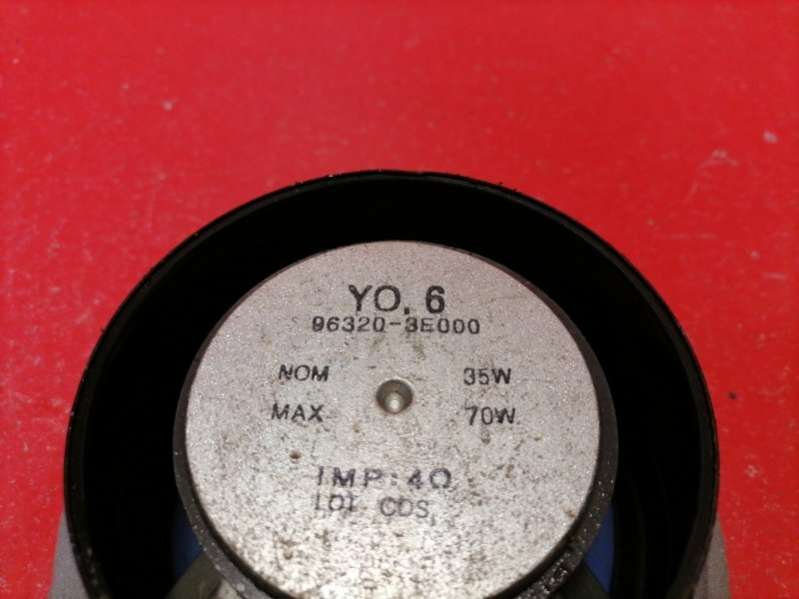 YO. 6
96320-3E000
NOM 35W
MAX 70W
IMP:4Ω
LOT CDS